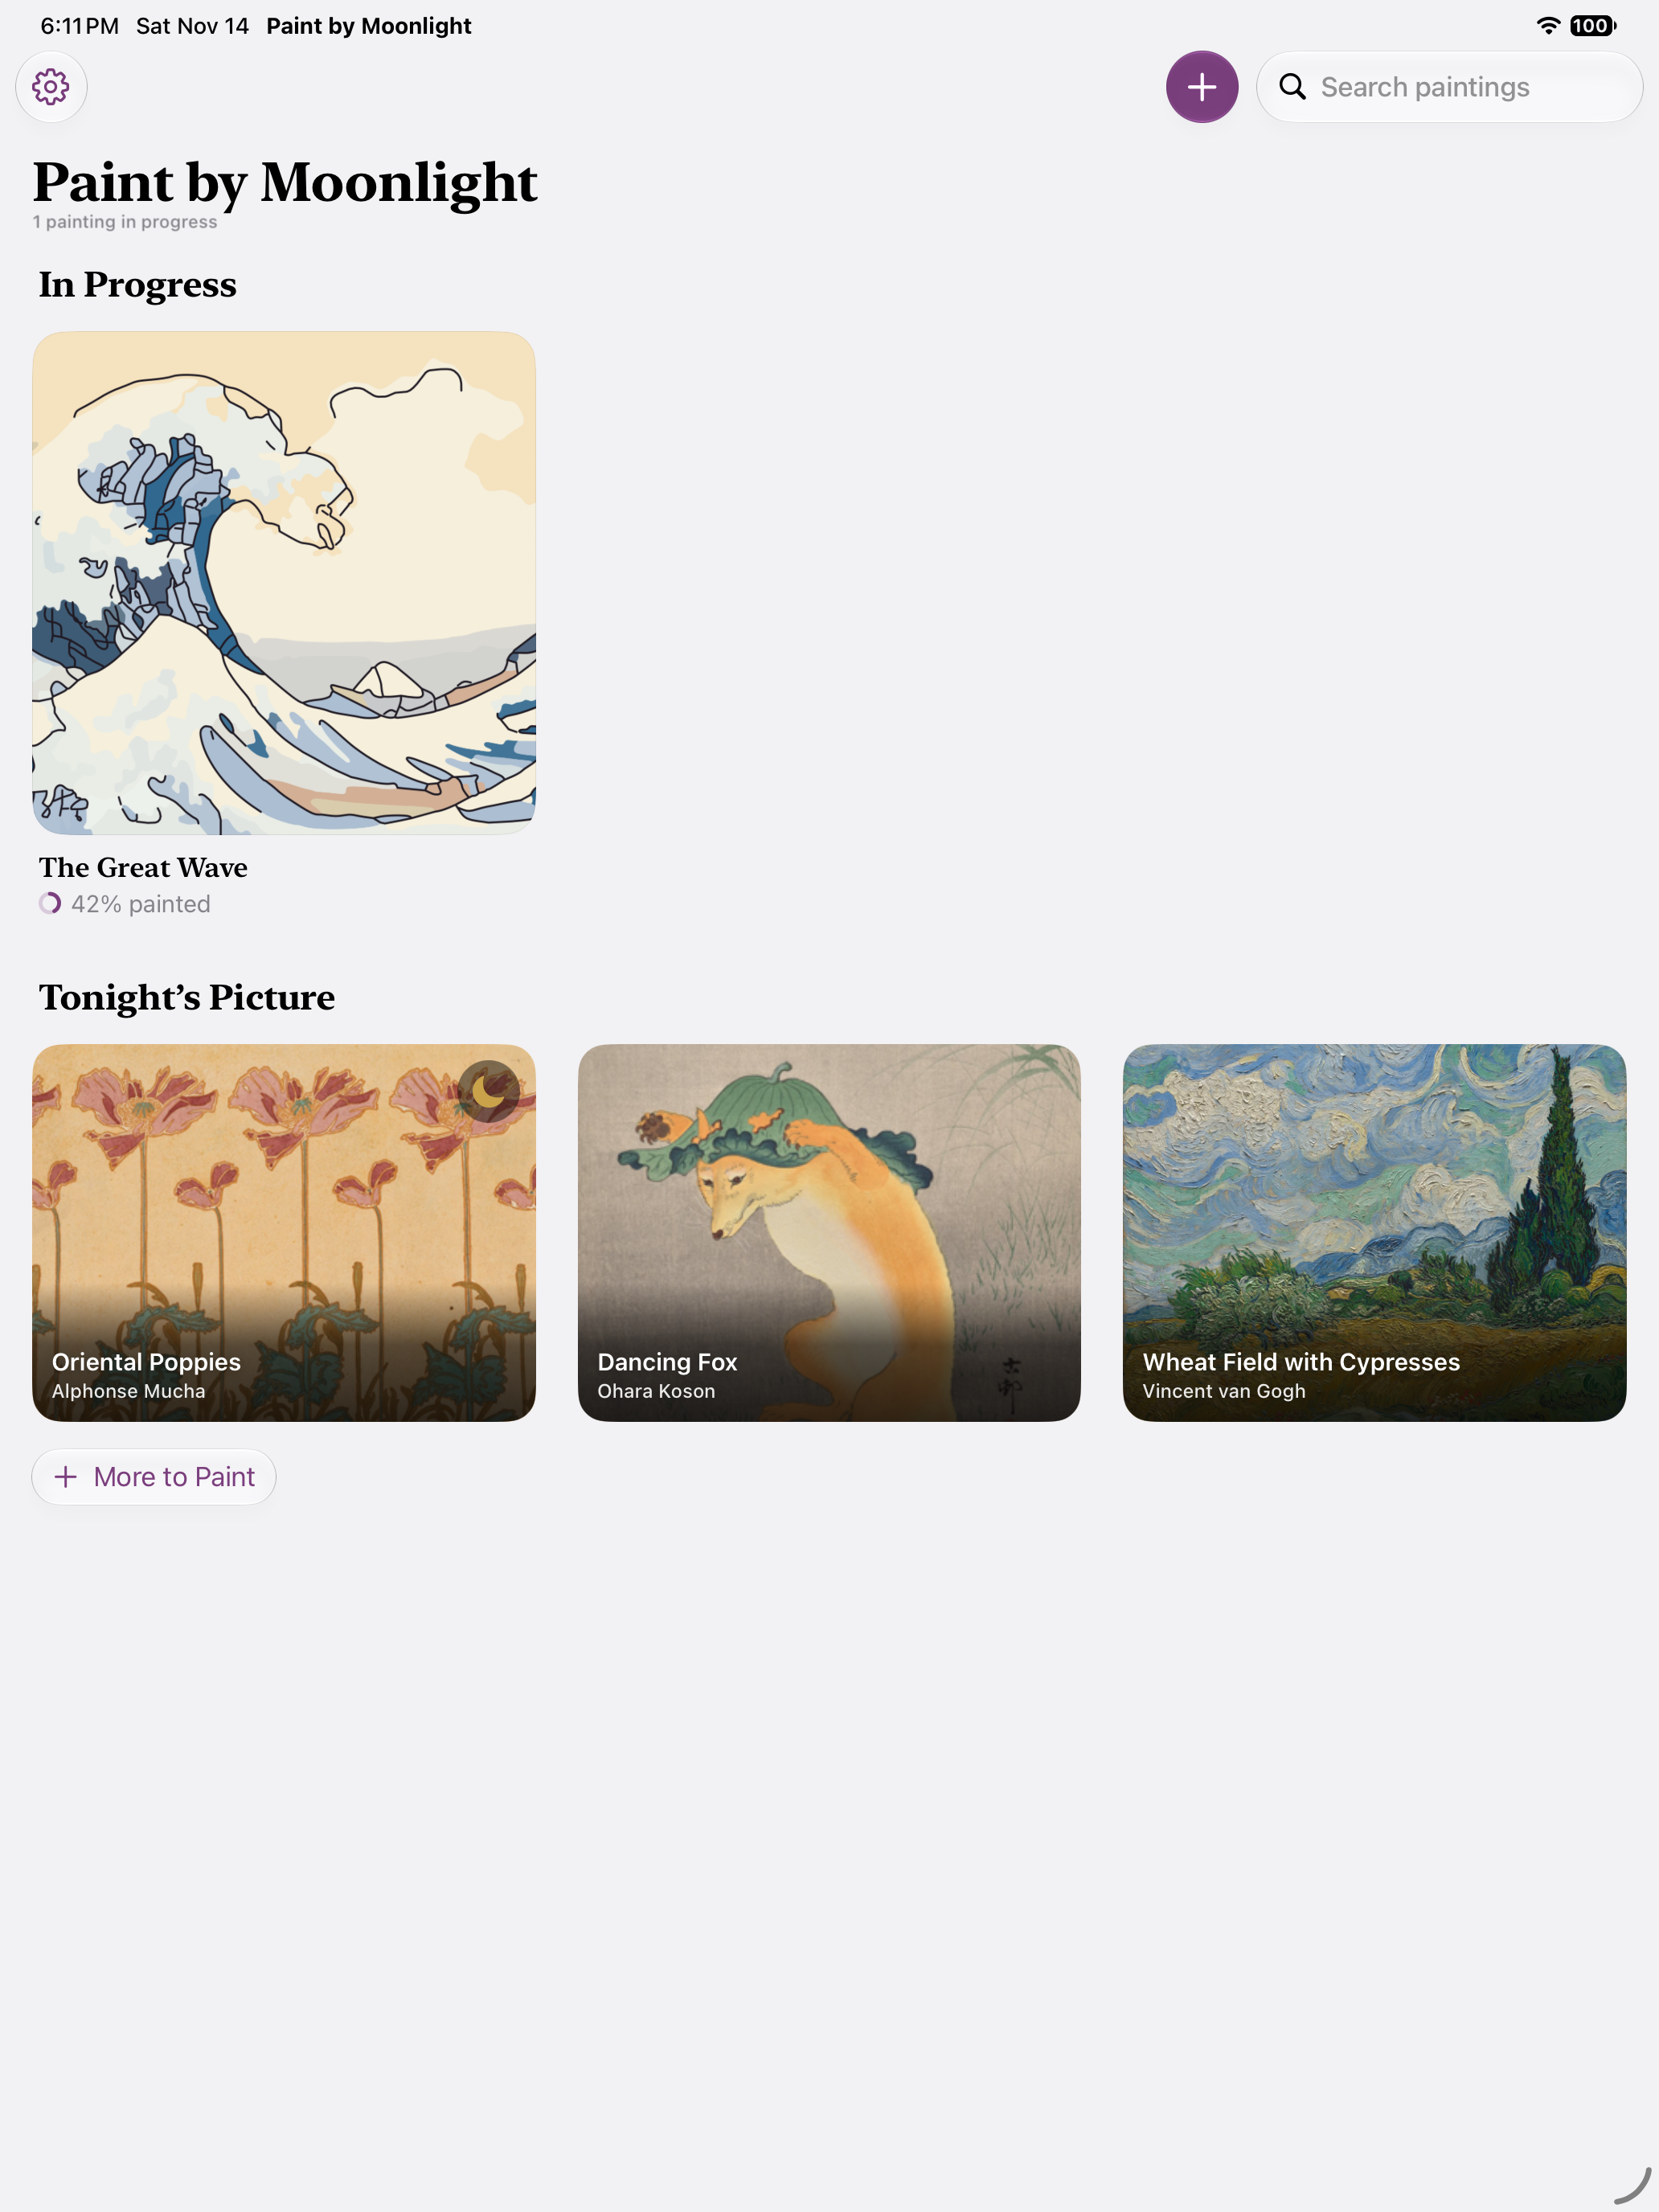 6:11 PM Sat Nov 14 Paint by Moonlight
100
Search paintings
Paint by Moonlight
1 painting in progress
In Progress
The Great Wave
42% painted
Tonight’s Picture
Oriental Poppies
Alphonse Mucha
Dancing Fox
Ohara Koson
Wheat Field with Cypresses
Vincent van Gogh
More to Paint